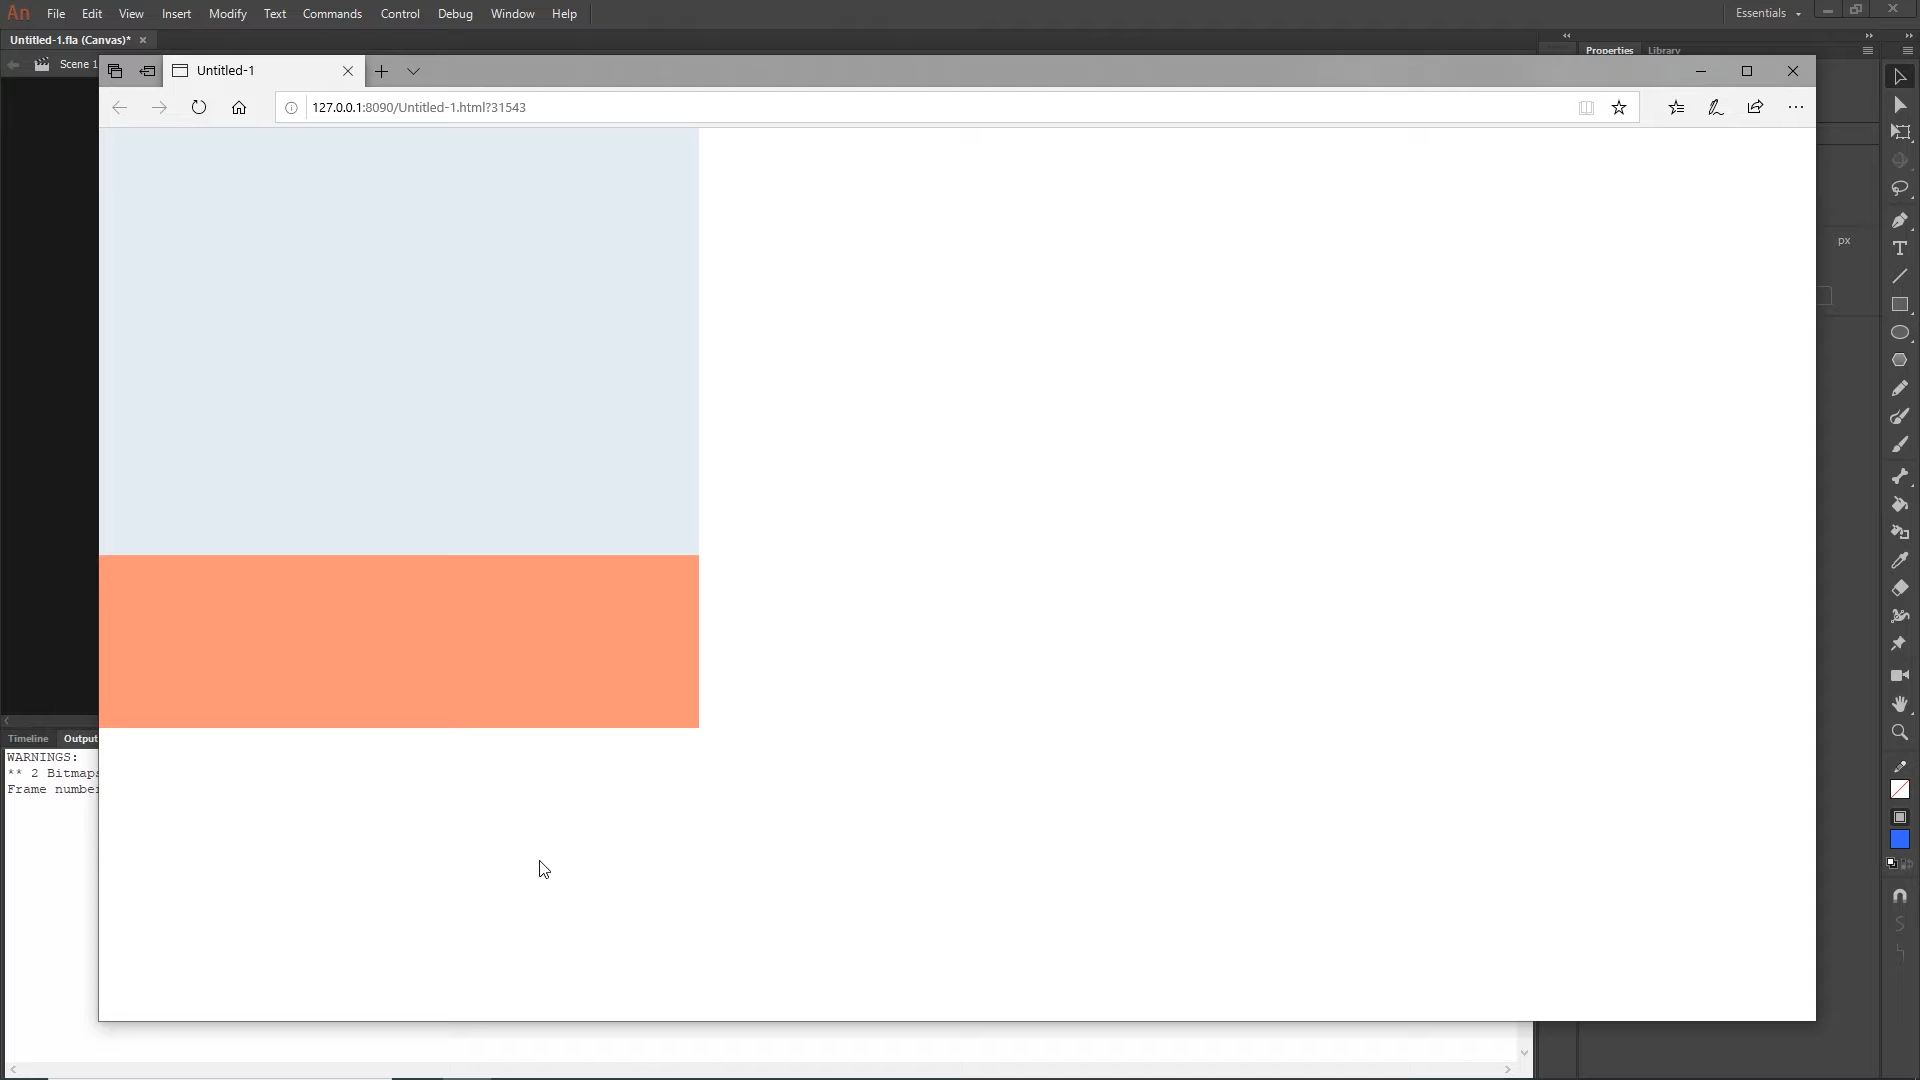 An File Edit View Insert Modify Text Commands Control Debug Window Help Essentials
Untitled-1.fla (Canvas)*
Properties Library
Scene 1
Untitled-1
127.0.0.1:8090/Untitled-1.html?31543
px
Timeline Output
WARNINGS:
** 2 Bitmaps
Frame number